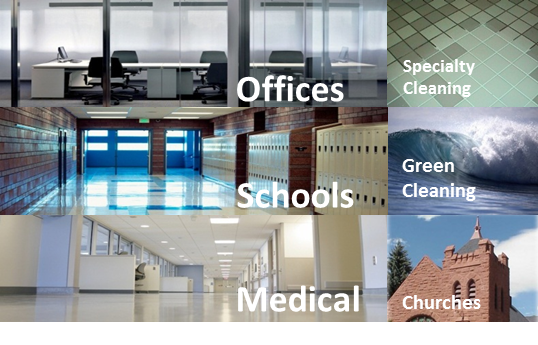 Offices
Specialty
Cleaning
Schools
Green
Cleaning
Medical
Churches